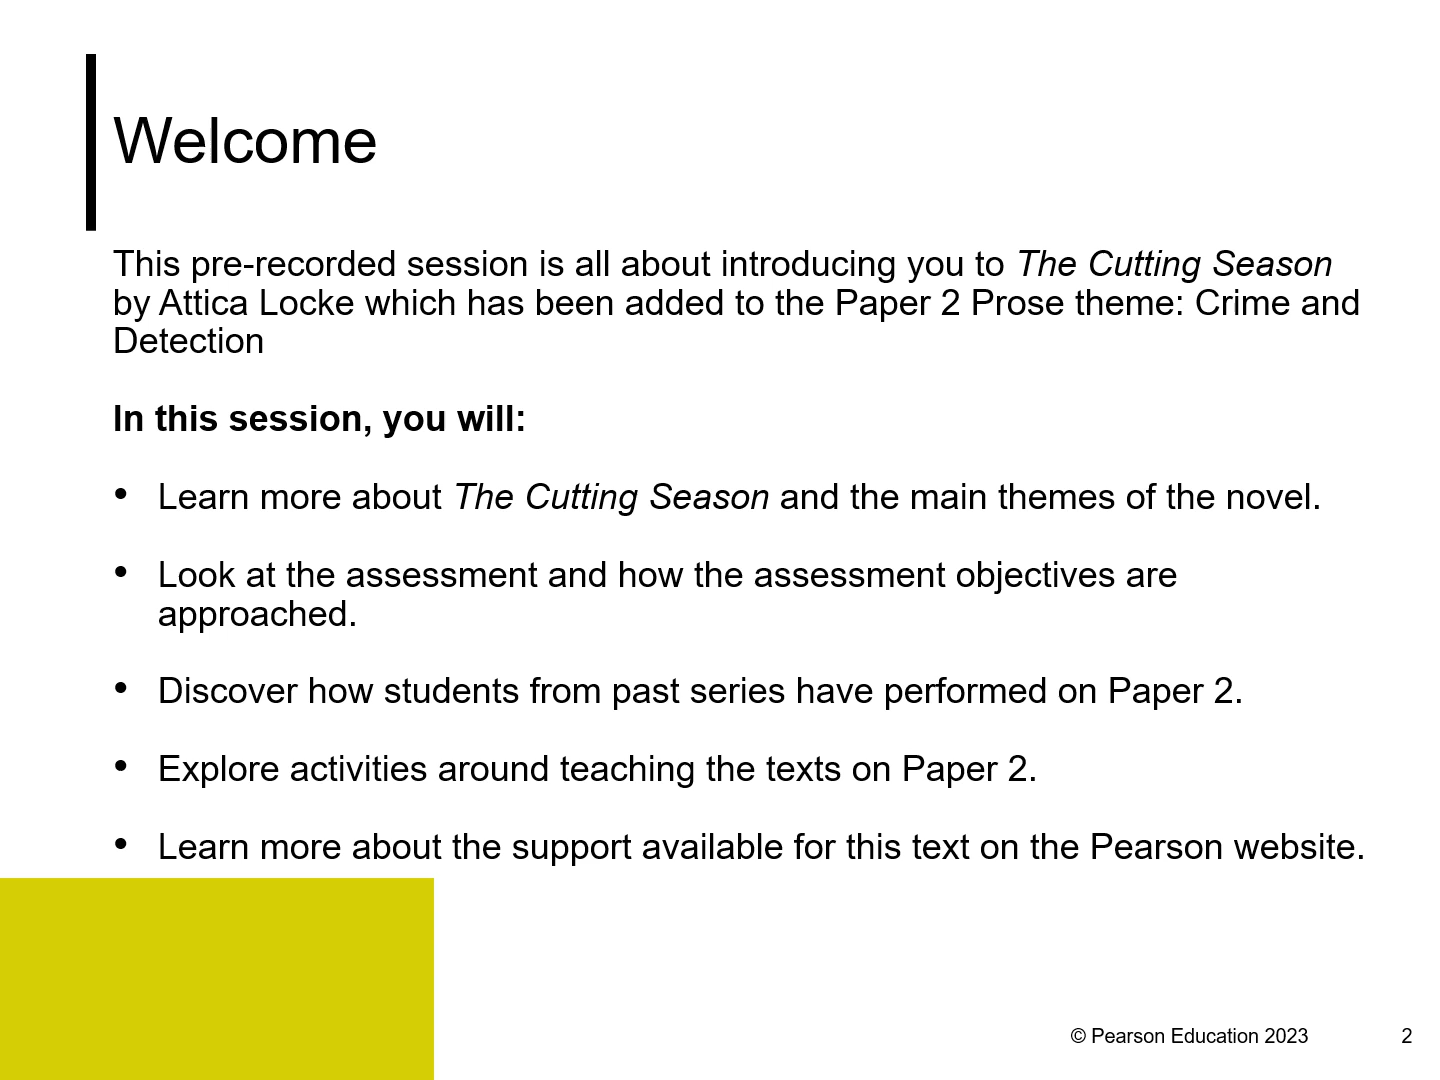 Welcome
This pre-recorded session is all about introducing you to The Cutting Season
by Attica Locke which has been added to the Paper 2 Prose theme: Crime and
Detection
In this session, you will:
• Learn more about The Cutting Season and the main themes of the novel.
• Look at the assessment and how the assessment objectives are
approached.
• Discover how students from past series have performed on Paper 2.
• Explore activities around teaching the texts on Paper 2.
• Learn more about the support available for this text on the Pearson website.
© Pearson Education 2023 2